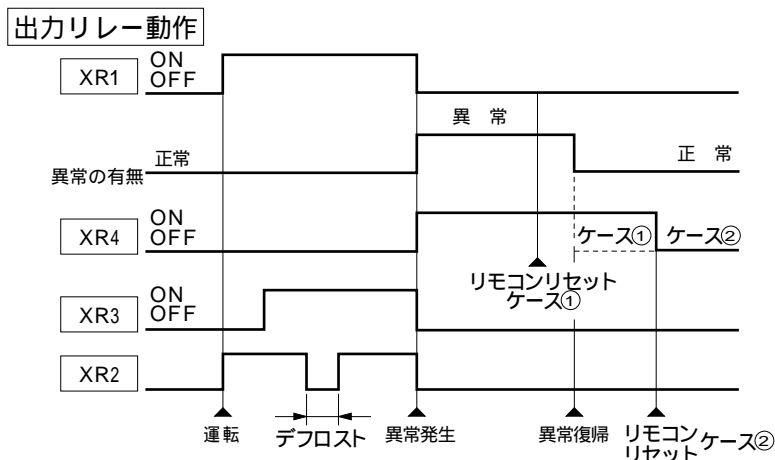 出力リレー動作
XR1
ON
OFF
異 常
異常の有無
正常
正 常
XR4
ON
OFF
ケース①
ケース②
リモコンリセット
ケース①
XR3
ON
OFF
XR2
運転
デフロスト
異常発生
異常復帰
リモコン
リセット
ケース②